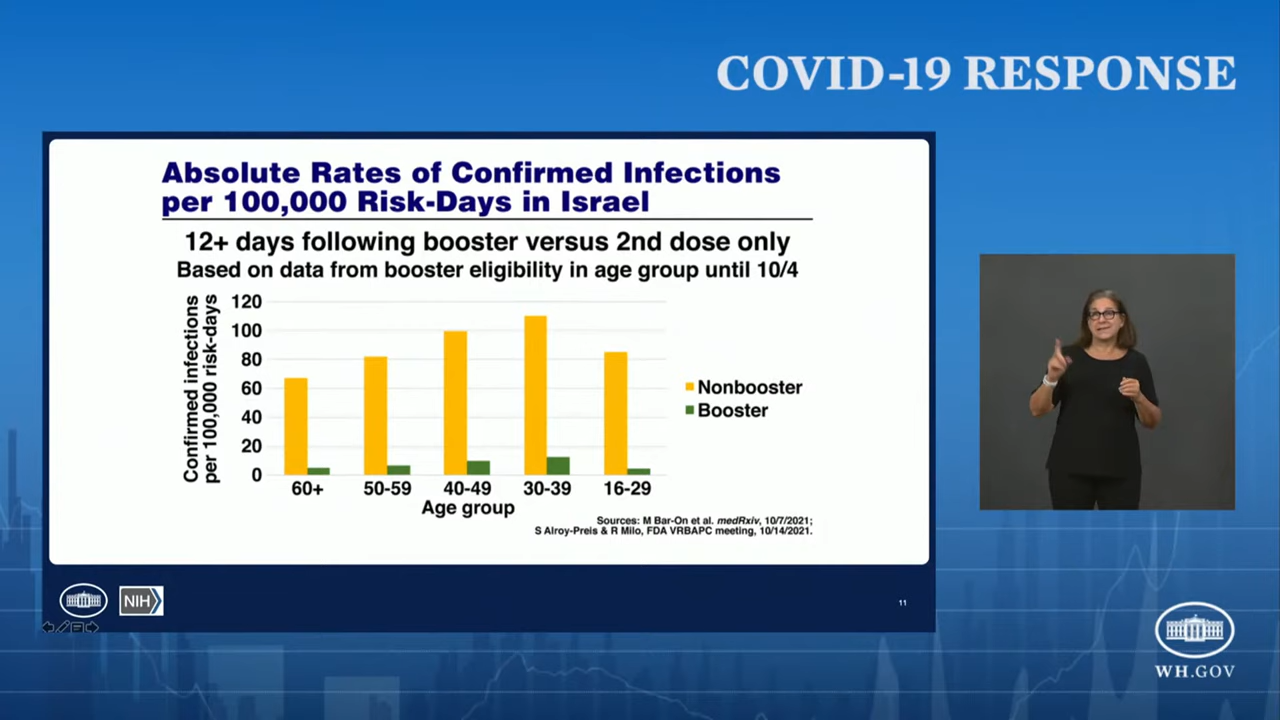 COVID-19 RESPONSE
Absolute Rates of Confirmed Infections
per 100,000 Risk-Days in Israel
12+ days following booster versus 2nd dose only
Based on data from booster eligibility in age group until 10/4
Confirmed infections
per 100,000 risk-days
120
100
80
60
40
20
0
60+ 50-59 40-49 30-39 16-29
Age group
Nonbooster
Booster
Sources: M Bar-On et al. medRxiv, 10/7/2021;
S Alroy-Preis & R Milo, FDA VRBAPC meeting, 10/14/2021.
NIH
11
WH.GOV